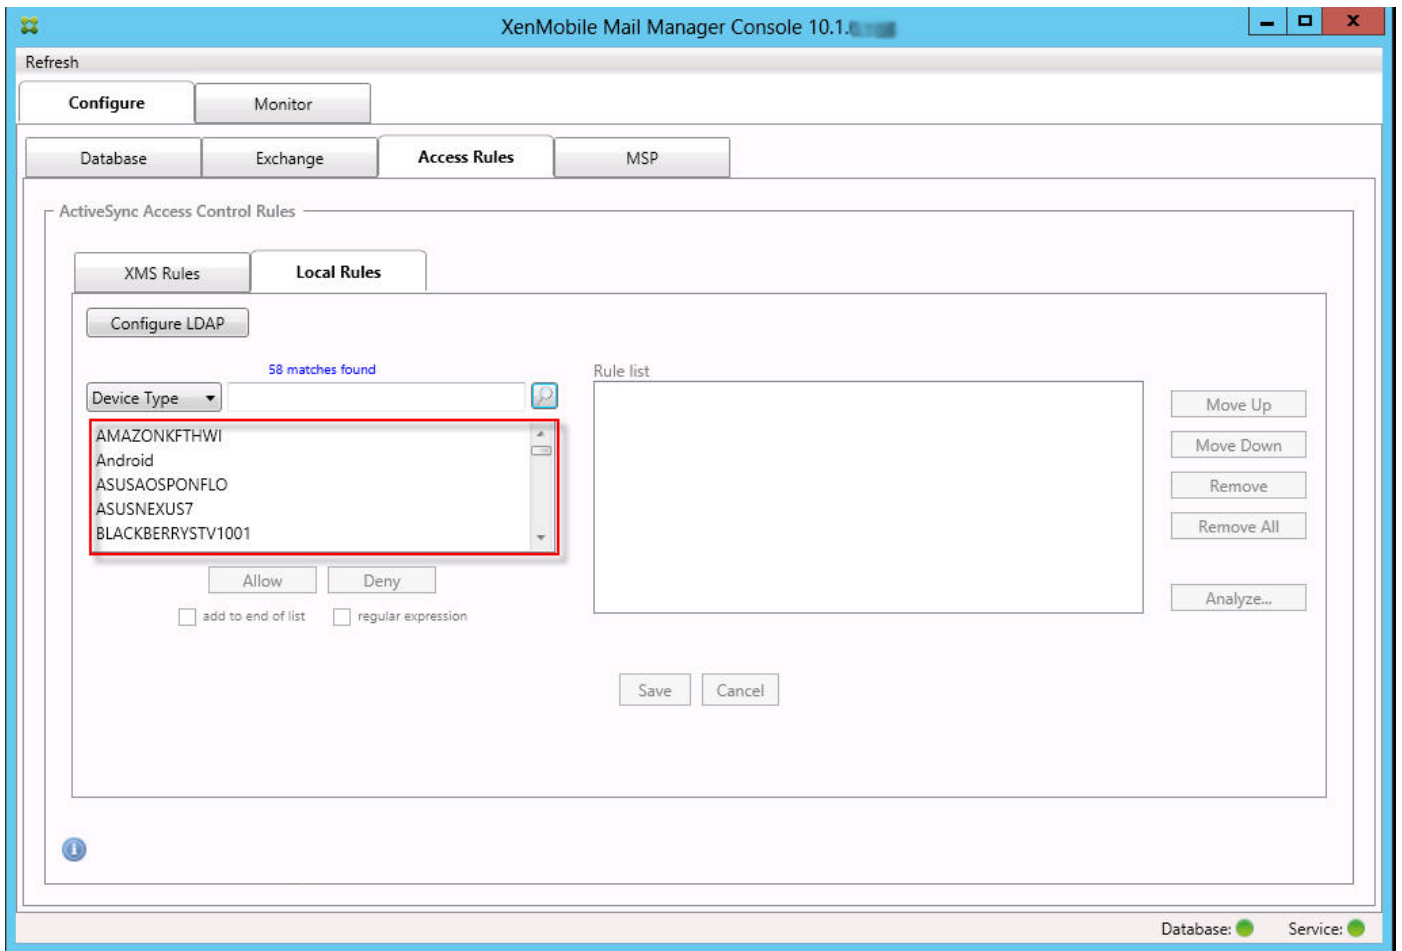 XenMobile Mail Manager Console 10.1.
Refresh
Configure
Monitor
Database
Exchange
Access Rules
MSP
ActiveSync Access Control Rules
XMS Rules
Local Rules
Configure LDAP
58 matches found
Rule list
Device Type
AMAZONKFTHWI
Android
ASUSAOSPONFLO
ASUSNEXUS7
BLACKBERRYSTV1001
Move Up
Move Down
Remove
Remove All
Analyze...
Allow
Deny
add to end of list
regular expression
Save
Cancel
Database:
Service: